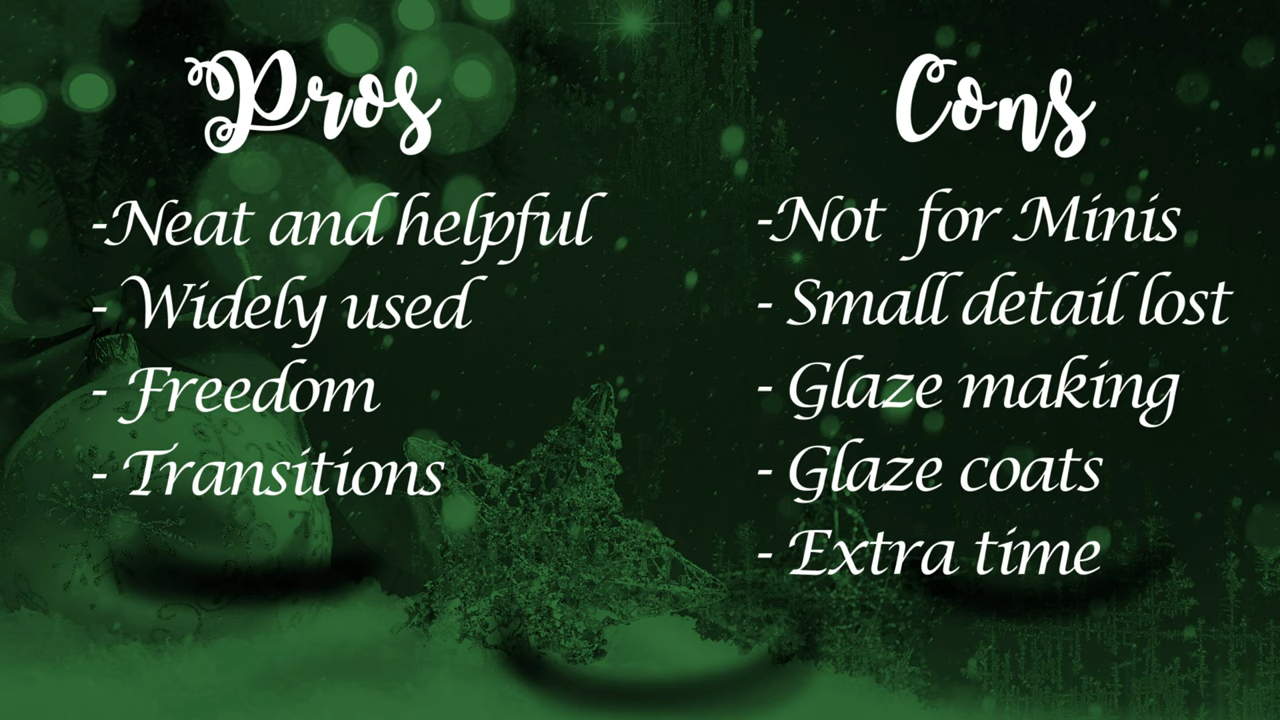 Pros
-Neat and helpful
- Widely used
- Freedom
- Transitions
Cons
-Not for Minis
- Small detail lost
- Glaze making
- Glaze coats
- Extra time